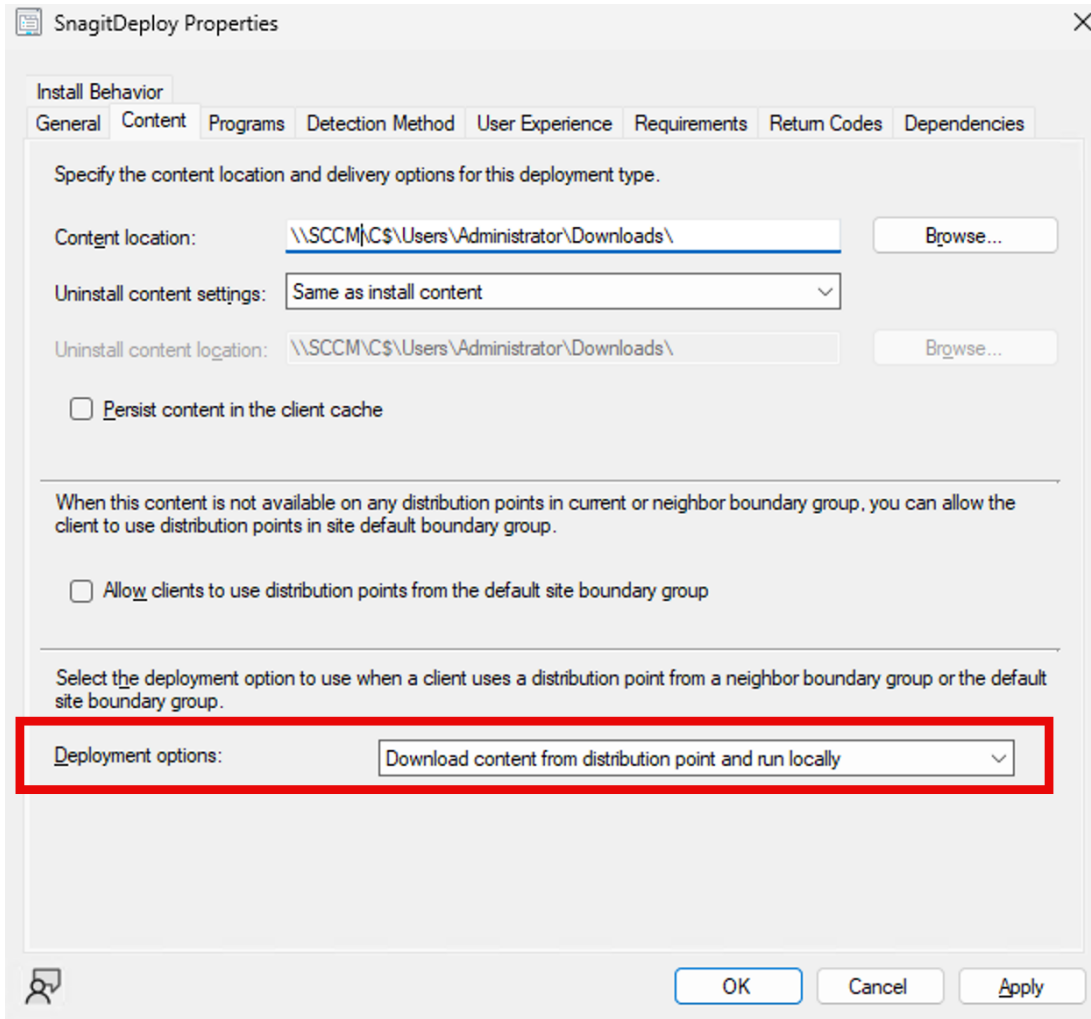 SnagitDeploy Properties
Install Behavior
General Content Programs Detection Method User Experience Requirements Return Codes Dependencies
Specify the content location and delivery options for this deployment type.
Content location: \\SCCM\C$\Users\Administrator\Downloads\ Browse...
Uninstall content settings: Same as install content
Uninstall content location: \\SCCM\C$\Users\Administrator\Downloads\ Browse...
Persist content in the client cache
When this content is not available on any distribution points in current or neighbor boundary group, you can allow the
client to use distribution points in site default boundary group.
Allow clients to use distribution points from the default site boundary group
Select the deployment option to use when a client uses a distribution point from a neighbor boundary group or the default
site boundary group.
Deployment options: Download content from distribution point and run locally
OK Cancel Apply